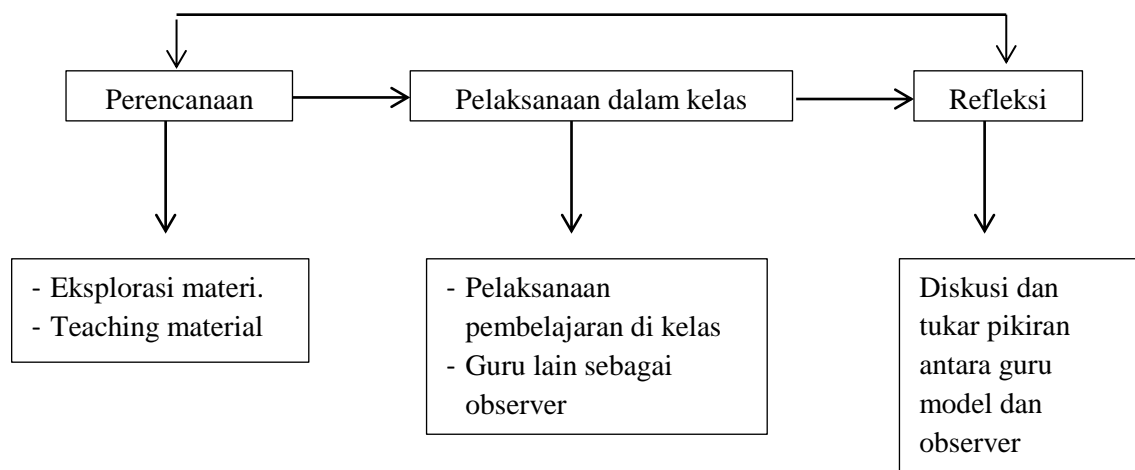 Perencanaan
Pelaksanaan dalam kelas
Refleksi
- Eksplorasi materi.
- Teaching material
- Pelaksanaan
pembelajaran di kelas
- Guru lain sebagai
observer
Diskusi dan
tukar pikiran
antara guru
model dan
observer